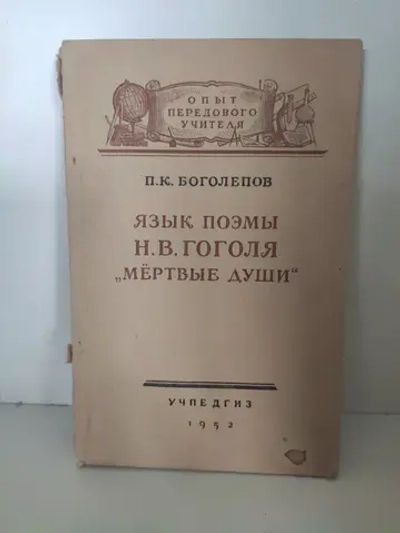 ОПЫТ
ПЕРЕДОВОГО
УЧИТЕЛЯ
П.К. БОГОЛЕПОВ
ЯЗЫК ПОЭМЫ
Н.В. ГОГОЛЯ
„МЁРТВЫЕ ДУШИ“
УЧПЕДГИЗ
1952